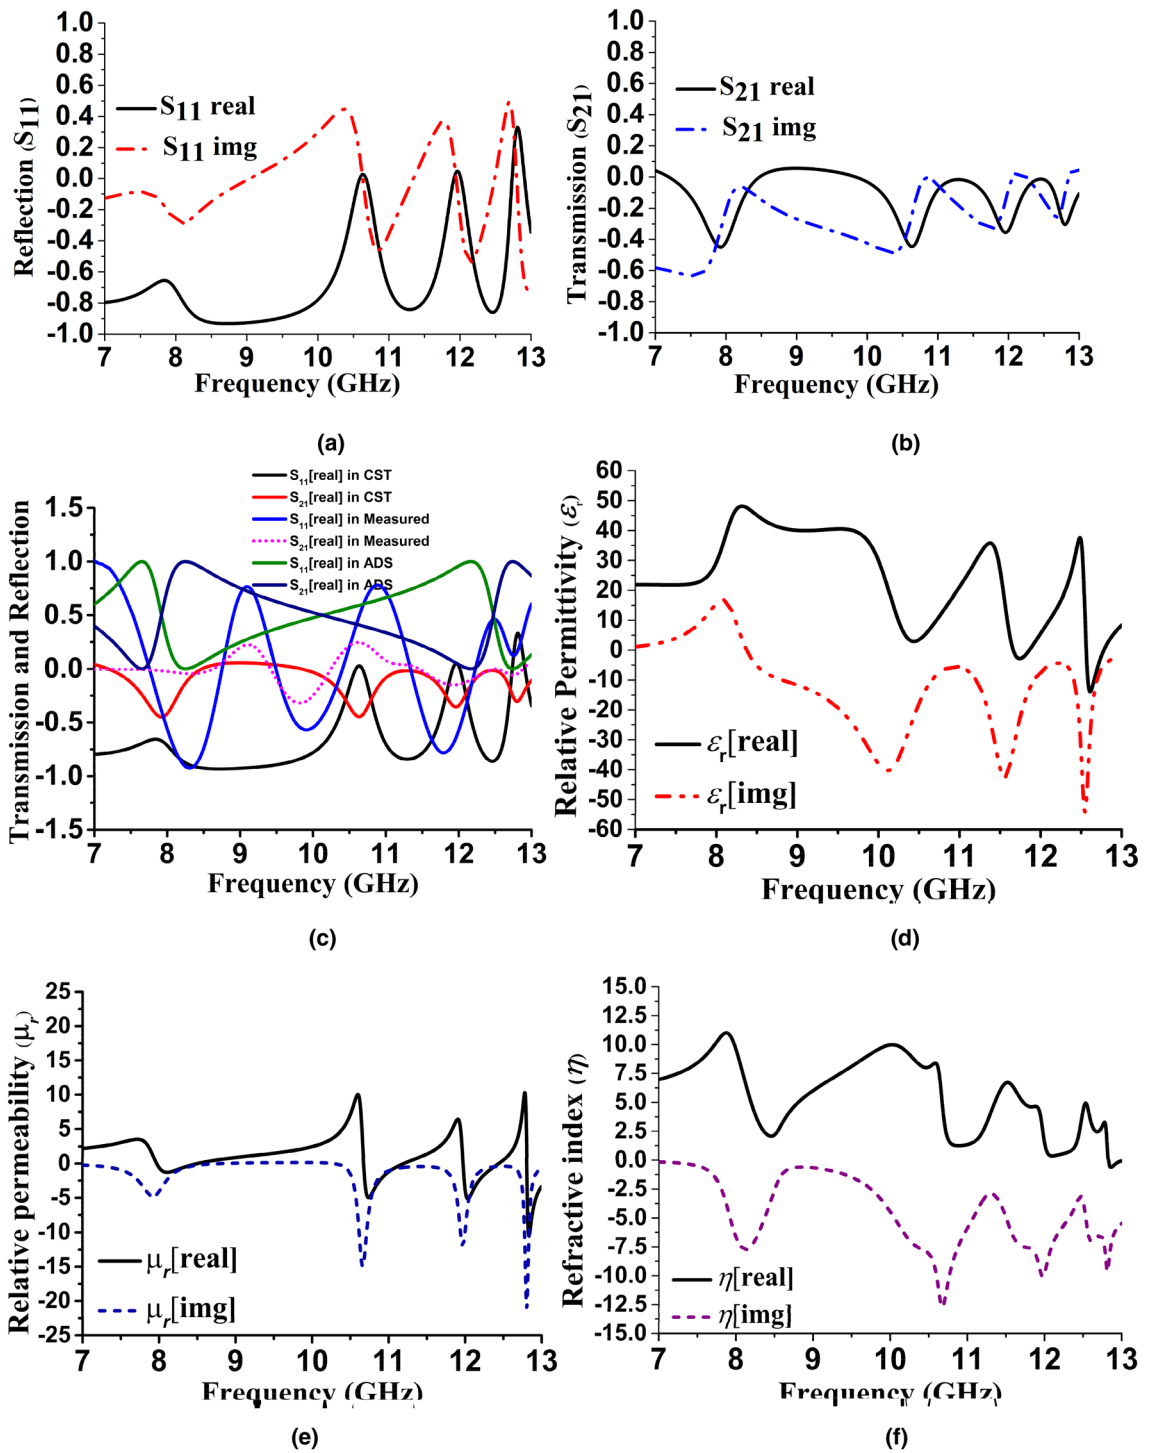 1.0
0.8
0.6
0.4
0.2
0.0
-0.2
-0.4
-0.6
-0.8
-1.0
Reflection (S11)
S11 real
S11 img
7 8 9 10 11 12 13
Frequency (GHz)
(a)
1.0
0.8
0.6
0.4
0.2
0.0
-0.2
-0.4
-0.6
-0.8
-1.0
Transmission (S21)
S21 real
S21 img
7 8 9 10 11 12 13
Frequency (GHz)
(b)
S11[real] in CST
S21[real] in CST
S11[real] in Measured
S21[real] in Measured
S11[real] in ADS
S21[real] in ADS
1.5
1.0
0.5
0.0
-0.5
-1.0
-1.5
Transmission and Reflection
7 8 9 10 11 12 13
Frequency (GHz)
(c)
60
50
40
30
20
10
0
-10
-20
-30
-40
-50
-60
Relative Permittivity (εr)
εr[real]
εr[img]
7 8 9 10 11 12 13
Frequency (GHz)
(d)
25
20
15
10
5
0
-5
-10
-15
-20
-25
Relative permeability (μr)
μr[real]
μr[img]
7 8 9 10 11 12 13
Frequency (GHz)
(e)
15.0
12.5
10.0
7.5
5.0
2.5
0.0
-2.5
-5.0
-7.5
-10.0
-12.5
-15.0
Refractive index (η)
η[real]
η[img]
7 8 9 10 11 12 13
Frequency (GHz)
(f)